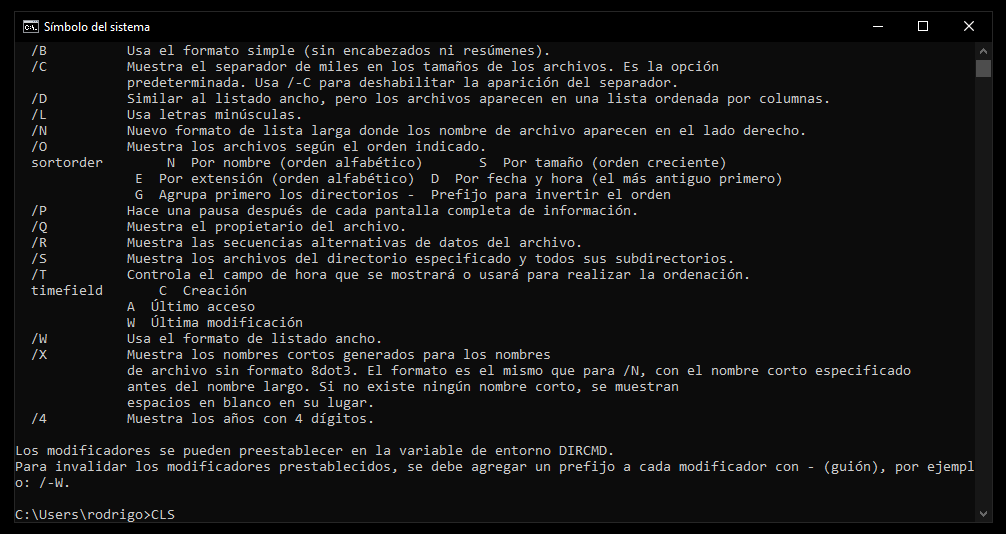 Símbolo del sistema
/B Usa el formato simple (sin encabezados ni resúmenes).
/C Muestra el separador de miles en los tamaños de los archivos. Es la opción
predeterminada. Usa /-C para deshabilitar la aparición del separador.
/D Similar al listado ancho, pero los archivos aparecen en una lista ordenada por columnas.
/L Usa letras minúsculas.
/N Nuevo formato de lista larga donde los nombre de archivo aparecen en el lado derecho.
/O Muestra los archivos según el orden indicado.
sortorder N Por nombre (orden alfabético) S Por tamaño (orden creciente)
E Por extensión (orden alfabético) D Por fecha y hora (el más antiguo primero)
G Agrupa primero los directorios - Prefijo para invertir el orden
/P Hace una pausa después de cada pantalla completa de información.
/Q Muestra el propietario del archivo.
/R Muestra las secuencias alternativas de datos del archivo.
/S Muestra los archivos del directorio especificado y todos sus subdirectorios.
/T Controla el campo de hora que se mostrará o usará para realizar la ordenación.
timefield C Creación
A Último acceso
W Última modificación
/W Usa el formato de listado ancho.
/X Muestra los nombres cortos generados para los nombres
de archivo sin formato 8dot3. El formato es el mismo que para /N, con el nombre corto especificado
antes del nombre largo. Si no existe ningún nombre corto, se muestran
espacios en blanco en su lugar.
/4 Muestra los años con 4 dígitos.
Los modificadores se pueden preestablecer en la variable de entorno DIRCMD.
Para invalidar los modificadores prestablecidos, se debe agregar un prefijo a cada modificador con - (guión), por ejempl
o: /-W.
C:\Users\rodrigo>CLS